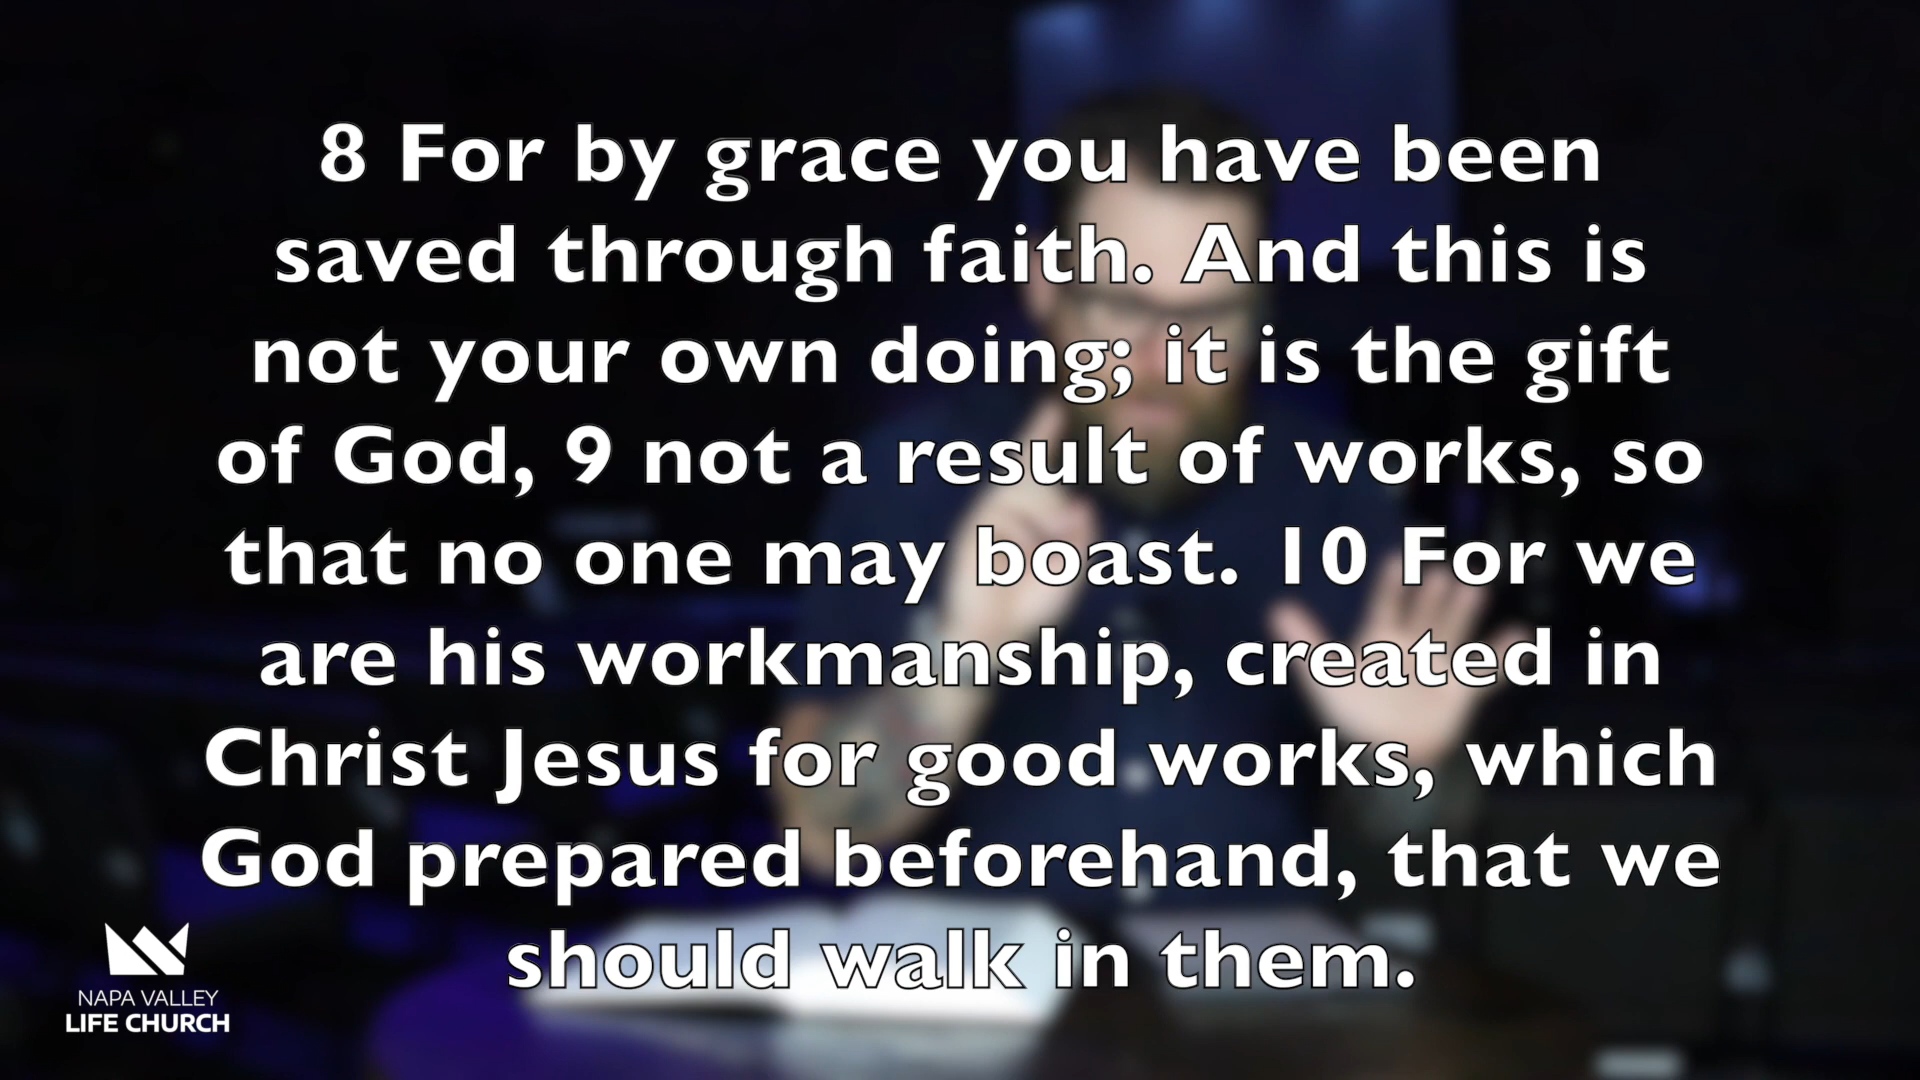 8 For by grace you have been
saved through faith. And this is
not your own doing; it is the gift
of God, 9 not a result of works, so
that no one may boast. 10 For we
are his workmanship, created in
Christ Jesus for good works, which
God prepared beforehand, that we
should walk in them.
NAPA VALLEY
LIFE CHURCH